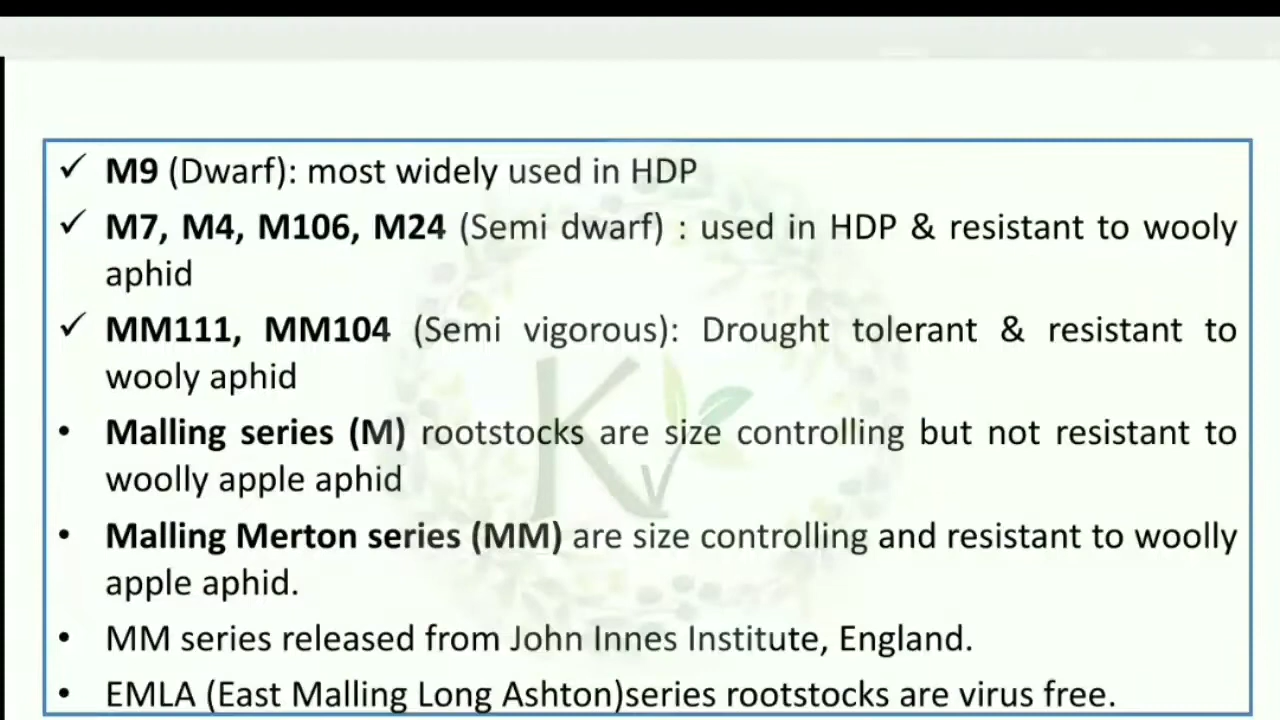 ✓ M9 (Dwarf): most widely used in HDP
✓ M7, M4, M106, M24 (Semi dwarf) : used in HDP & resistant to wooly
aphid
✓ MM111, MM104 (Semi vigorous): Drought tolerant & resistant to
wooly aphid
• Malling series (M) rootstocks are size controlling but not resistant to
woolly apple aphid
• Malling Merton series (MM) are size controlling and resistant to woolly
apple aphid.
• MM series released from John Innes Institute, England.
• EMLA (East Malling Long Ashton)series rootstocks are virus free.
KV